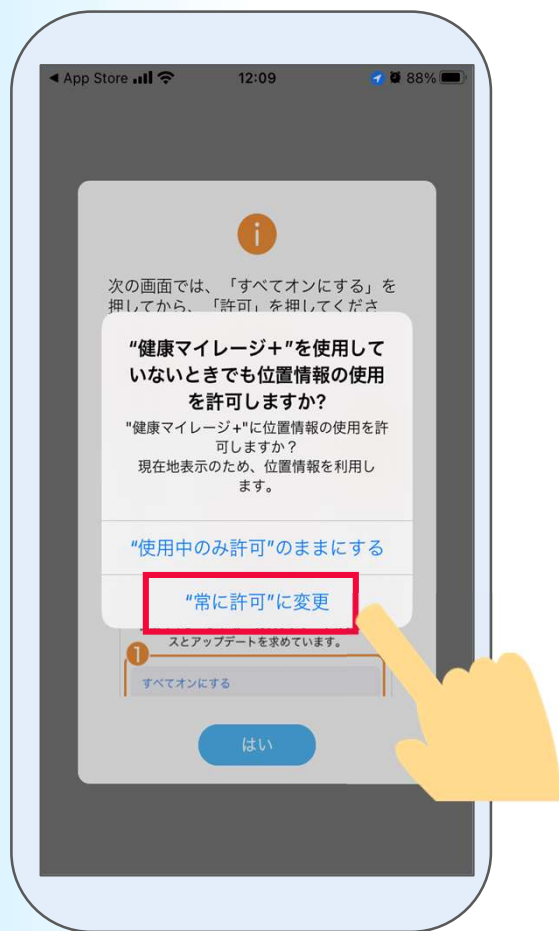 ◀ App Store 12:09 88%
i
次の画面では、「すべてオンにする」を
押してから、「許可」を押してくださ
“健康マイレージ＋”を使用して
いないときでも位置情報の使用
を許可しますか?
"健康マイレージ+"に位置情報の使用を許
可しますか？
現在地表示のため、位置情報を利用し
ます。
“使用中のみ許可”のままにする
“常に許可”に変更
スとアップデートを求めています。
1
すべてオンにする
はい